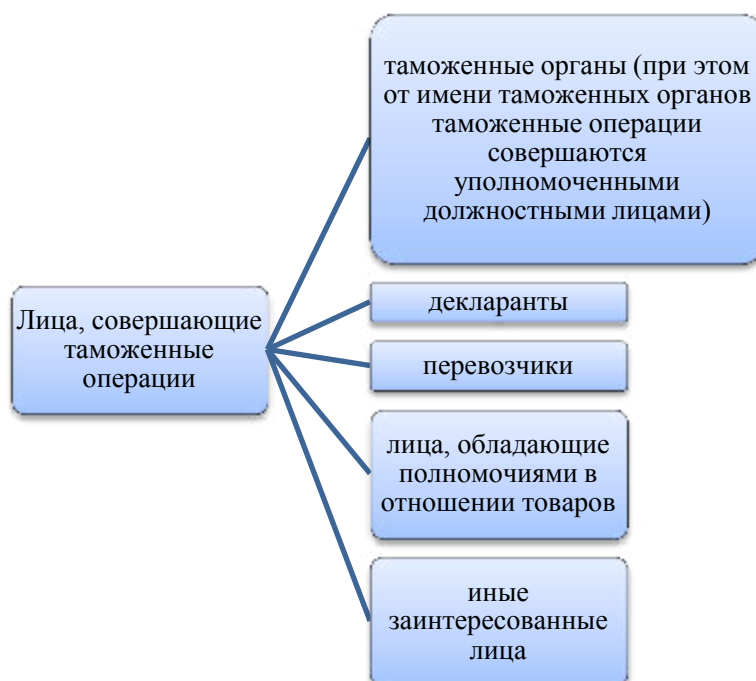 таможенные органы (при этом
от имени таможенных органов
таможенные операции
совершаются
уполномоченными
должностными лицами)
Лица, совершающие
таможенные
операции
декларанты
перевозчики
лица, обладающие
полномочиями в
отношении товаров
иные
заинтересованные
лица